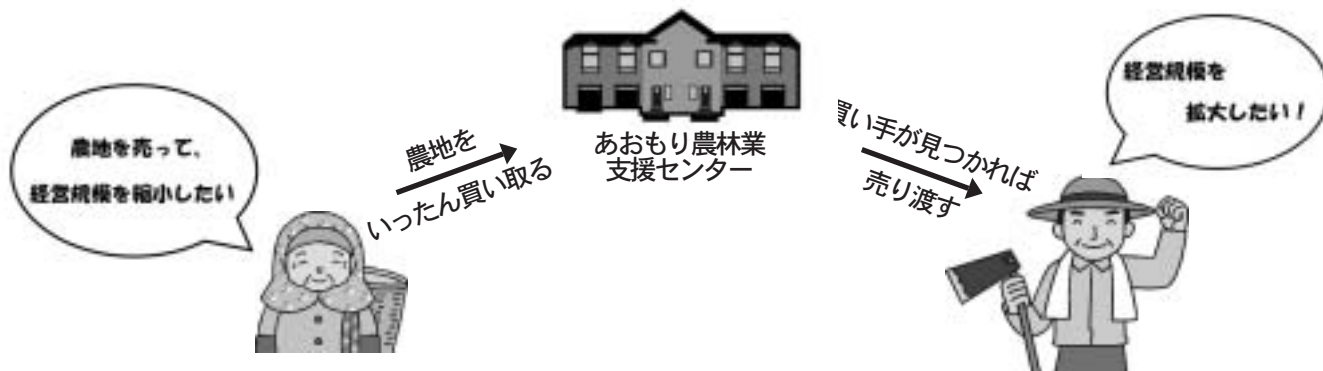 農地を売って、
経営規模を縮小したい
農地を
いったん買い取る
あおもり農林業
支援センター
買い手が見つかれば
売り渡す
経営規模を
拡大したい!